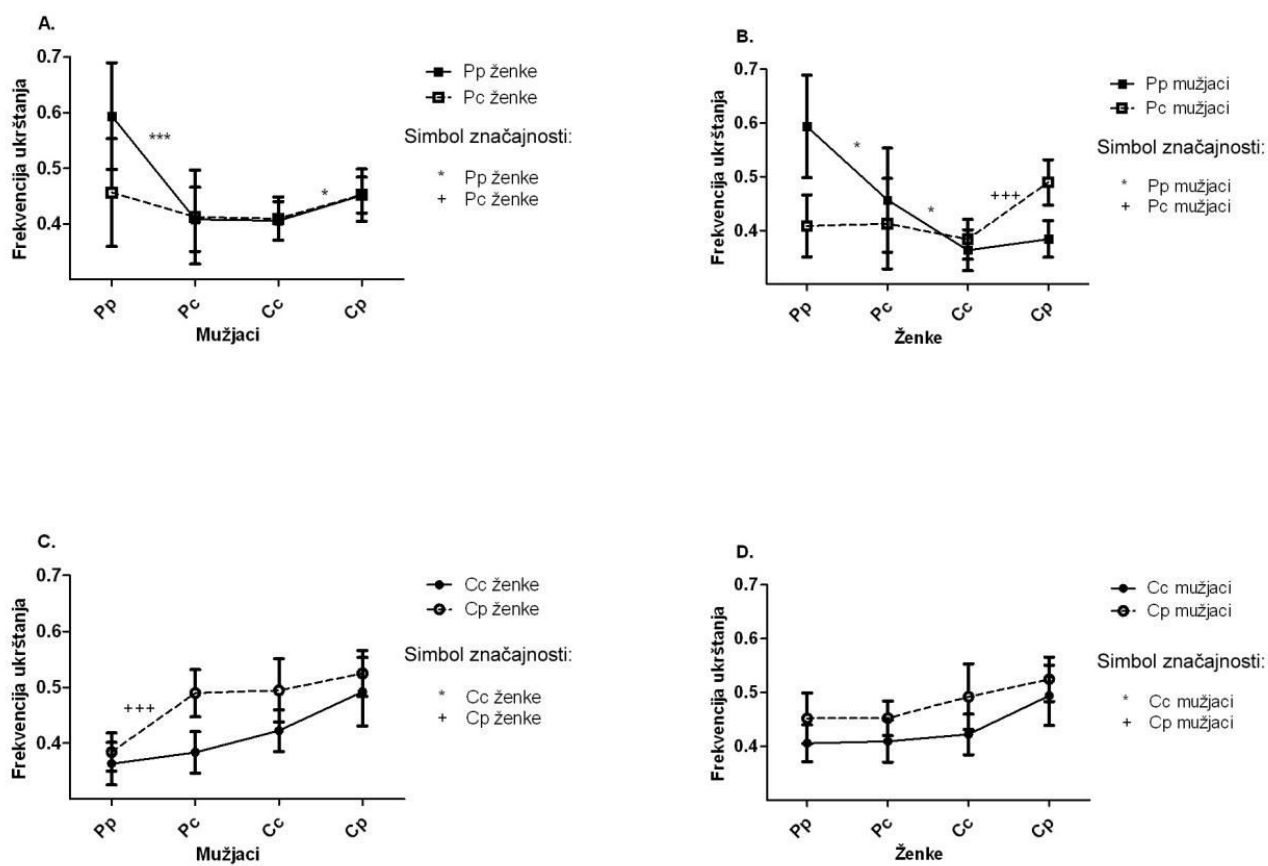 A.
Frekvencija ukrštanja
0.7
0.6
0.5
0.4
Pp
Pc
Cc
Cp
Mužjaci
***
*
Pp ženke
Pc ženke
Simbol značajnosti:
* Pp ženke
+ Pc ženke
B.
Frekvencija ukrštanja
0.7
0.6
0.5
0.4
Pp
Pc
Cc
Cp
Ženke
*
*
+++
Pp mužjaci
Pc mužjaci
Simbol značajnosti:
* Pp mužjaci
+ Pc mužjaci
C.
Frekvencija ukrštanja
0.7
0.6
0.5
0.4
Pp
Pc
Cc
Cp
Mužjaci
+++
Cc ženke
Cp ženke
Simbol značajnosti:
* Cc ženke
+ Cp ženke
D.
Frekvencija ukrštanja
0.7
0.6
0.5
0.4
Pp
Pc
Cc
Cp
Ženke
Cc mužjaci
Cp mužjaci
Simbol značajnosti:
* Cc mužjaci
+ Cp mužjaci